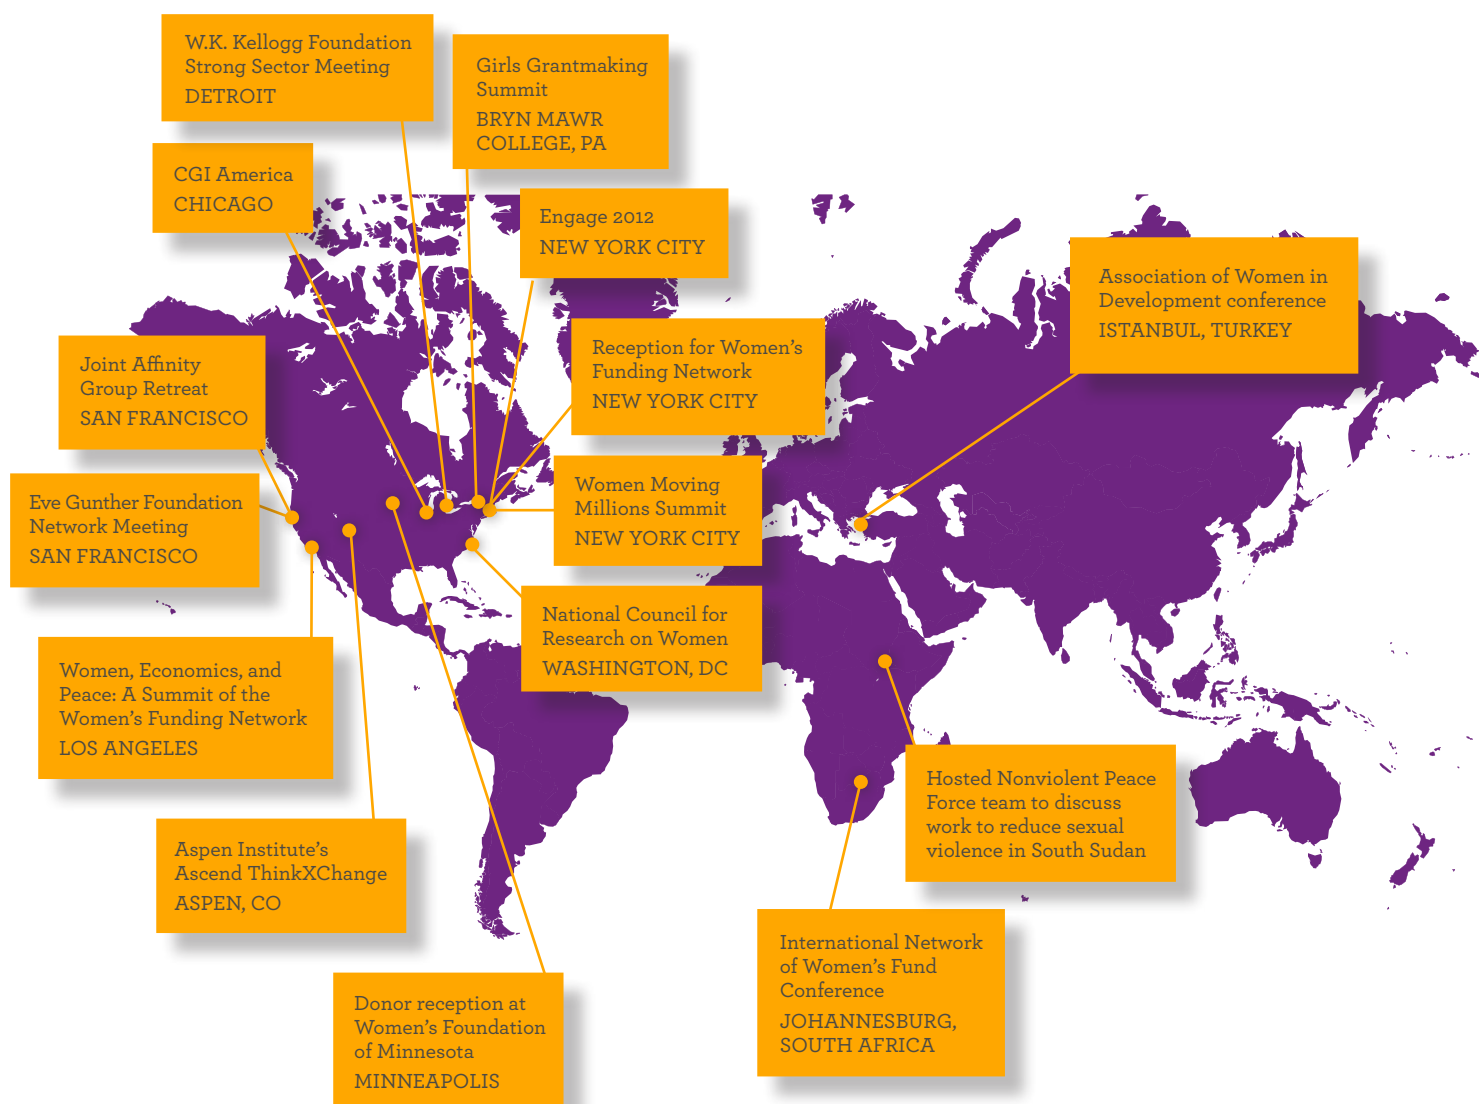 W.K. Kellogg Foundation
Strong Sector Meeting
DETROIT
Girls Grantmaking
Summit
BRYN MAWR
COLLEGE, PA
CGI America
CHICAGO
Engage 2012
NEW YORK CITY
Association of Women in
Development conference
ISTANBUL, TURKEY
Reception for Women's
Funding Network
NEW YORK CITY
Joint Affinity
Group Retreat
SAN FRANCISCO
Women Moving
Millions Summit
NEW YORK CITY
Eve Gunther Foundation
Network Meeting
SAN FRANCISCO
National Council for
Research on Women
WASHINGTON, DC
Women, Economics, and
Peace: A Summit of the
Women's Funding Network
LOS ANGELES
Hosted Nonviolent Peace
Force team to discuss
work to reduce sexual
violence in South Sudan
Aspen Institute's
Ascend ThinkXChange
ASPEN, CO
International Network
of Women's Fund
Conference
JOHANNESBURG,
SOUTH AFRICA
Donor reception at
Women's Foundation
of Minnesota
MINNEAPOLIS